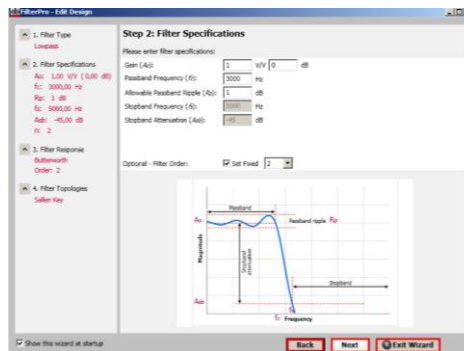 FilterPro - Edit Design
1. Filter Type
Lowpass
2. Filter Specifications
Ao: 1,00 V/V ( 0,00 dB)
fc: 3000,00 Hz
Rp: 1 dB
fs: 5000,00 Hz
Asb: -45,00 dB
n: 2
3. Filter Response
Butterworth
Order: 2
4. Filter Topologies
Sallen Key
Step 2: Filter Specifications
Please enter filter specifications:
Gain (Ao): 1 V/V 0 dB
Passband Frequency (fc): 3000 Hz
Allowable Passband Ripple (Rp): 1 dB
Stopband Frequency (fs): 5000 Hz
Stopband Attenuation (Asb): -45 dB
Optional - Filter Order: Set Fixed 2
Passband
Ao
Passband ripple Rp
Magnitude
Stopband attenuation
Stopband
Asb
fc
fs
Frequency
Show this wizard at startup
Back Next Exit Wizard